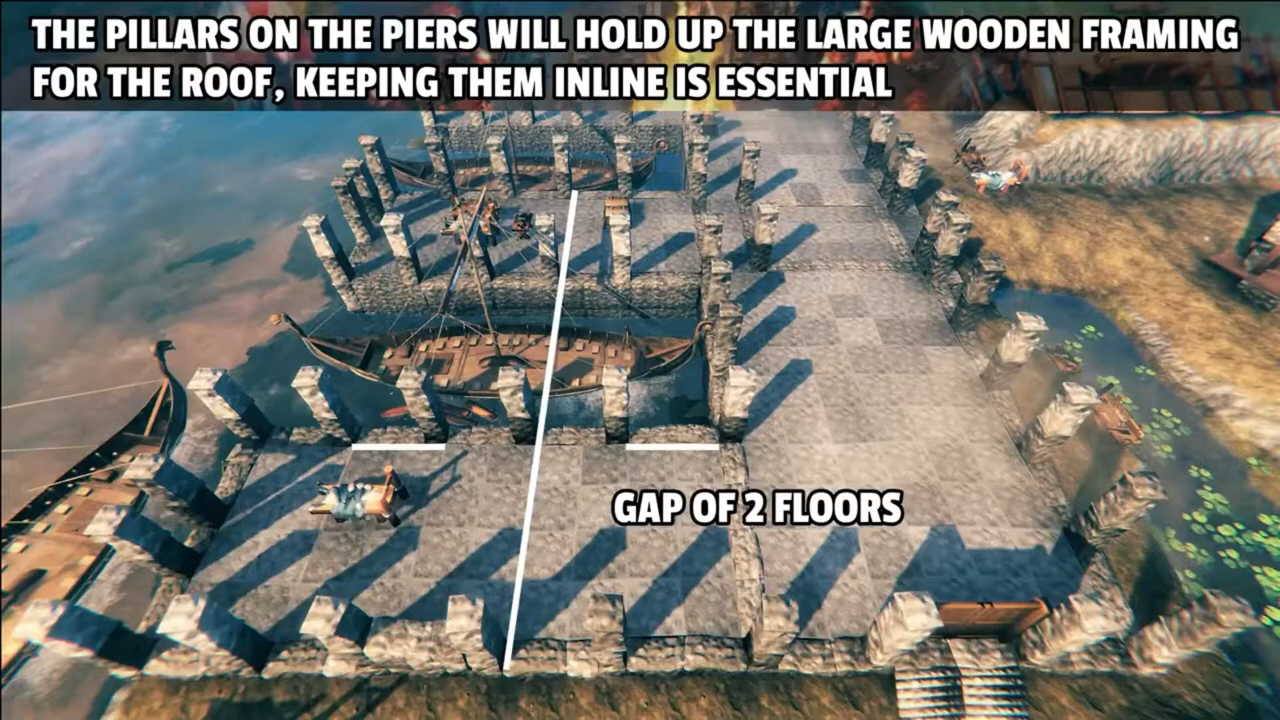 THE PILLARS ON THE PIERS WILL HOLD UP THE LARGE WOODEN FRAMING
FOR THE ROOF, KEEPING THEM INLINE IS ESSENTIAL
GAP OF 2 FLOORS